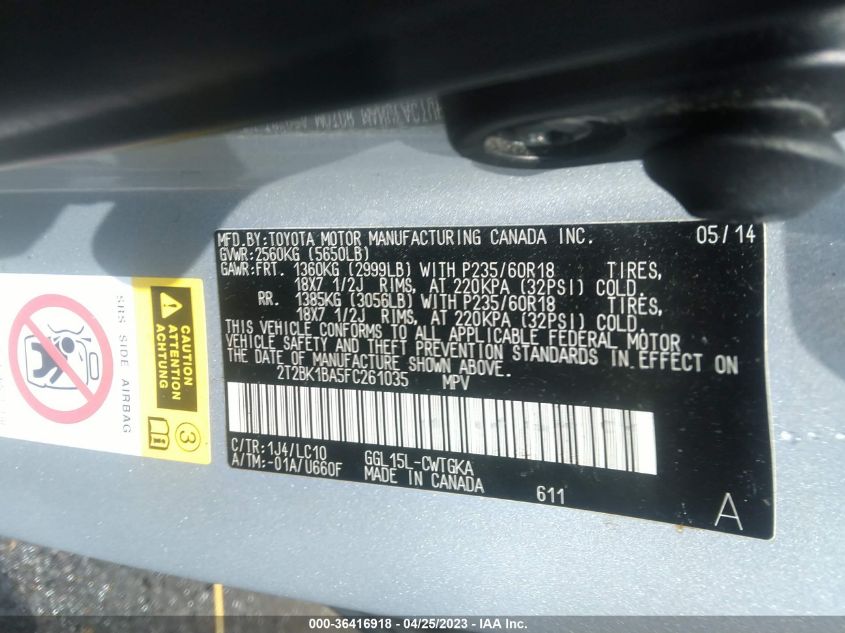 MFD.BY:TOYOTA MOTOR MANUFACTURING CANADA INC. 05/14
GVWR:2560KG (5650LB)
GAWR:FRT. 1360KG (2999LB) WITH P235/60R18 TIRES,
18X7 1/2J RIMS, AT 220KPA (32PSI) COLD.
RR. 1385KG (3056LB) WITH P235/60R18 TIRES,
18X7 1/2J RIMS, AT 220KPA (32PSI) COLD.
THIS VEHICLE CONFORMS TO ALL APPLICABLE FEDERAL MOTOR
VEHICLE SAFETY AND THEFT PREVENTION STANDARDS IN EFFECT ON
THE DATE OF MANUFACTURE SHOWN ABOVE.
2T2BK1BA5FC261035 MPV
C/TR:1J4/LC10
A/TM:-01A/U660F
GGL15L-CWTGKA
MADE IN CANADA
611
A
SRS SIDE AIRBAG
CAUTION
ATTENTION
ACHTUNG
3
000-36416918 - 04/25/2023 - IAA Inc.